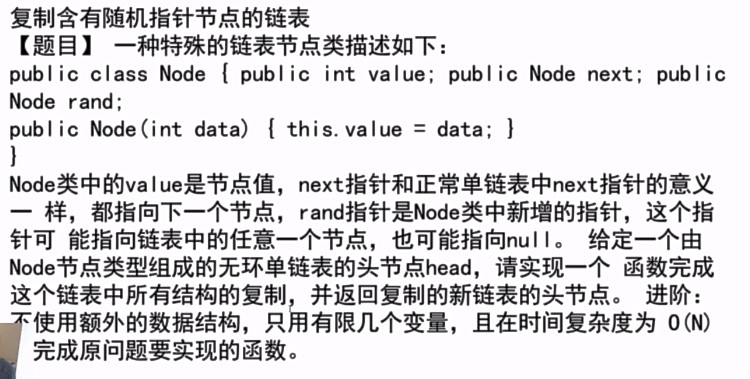 复制含有随机指针节点的链表
【题目】 一种特殊的链表节点类描述如下：
public class Node { public int value; public Node next; public
Node rand;
public Node(int data) { this.value = data; }
}
Node类中的value是节点值，next指针和正常单链表中next指针的意义
一 样，都指向下一个节点，rand指针是Node类中新增的指针，这个指
针可 能指向链表中的任意一个节点，也可能指向null。 给定一个由
Node节点类型组成的无环单链表的头节点head，请实现一个 函数完成
这个链表中所有结构的复制，并返回复制的新链表的头节点。 进阶：
不使用额外的数据结构，只用有限几个变量，且在时间复杂度为 O(N)
完成原问题要实现的函数。